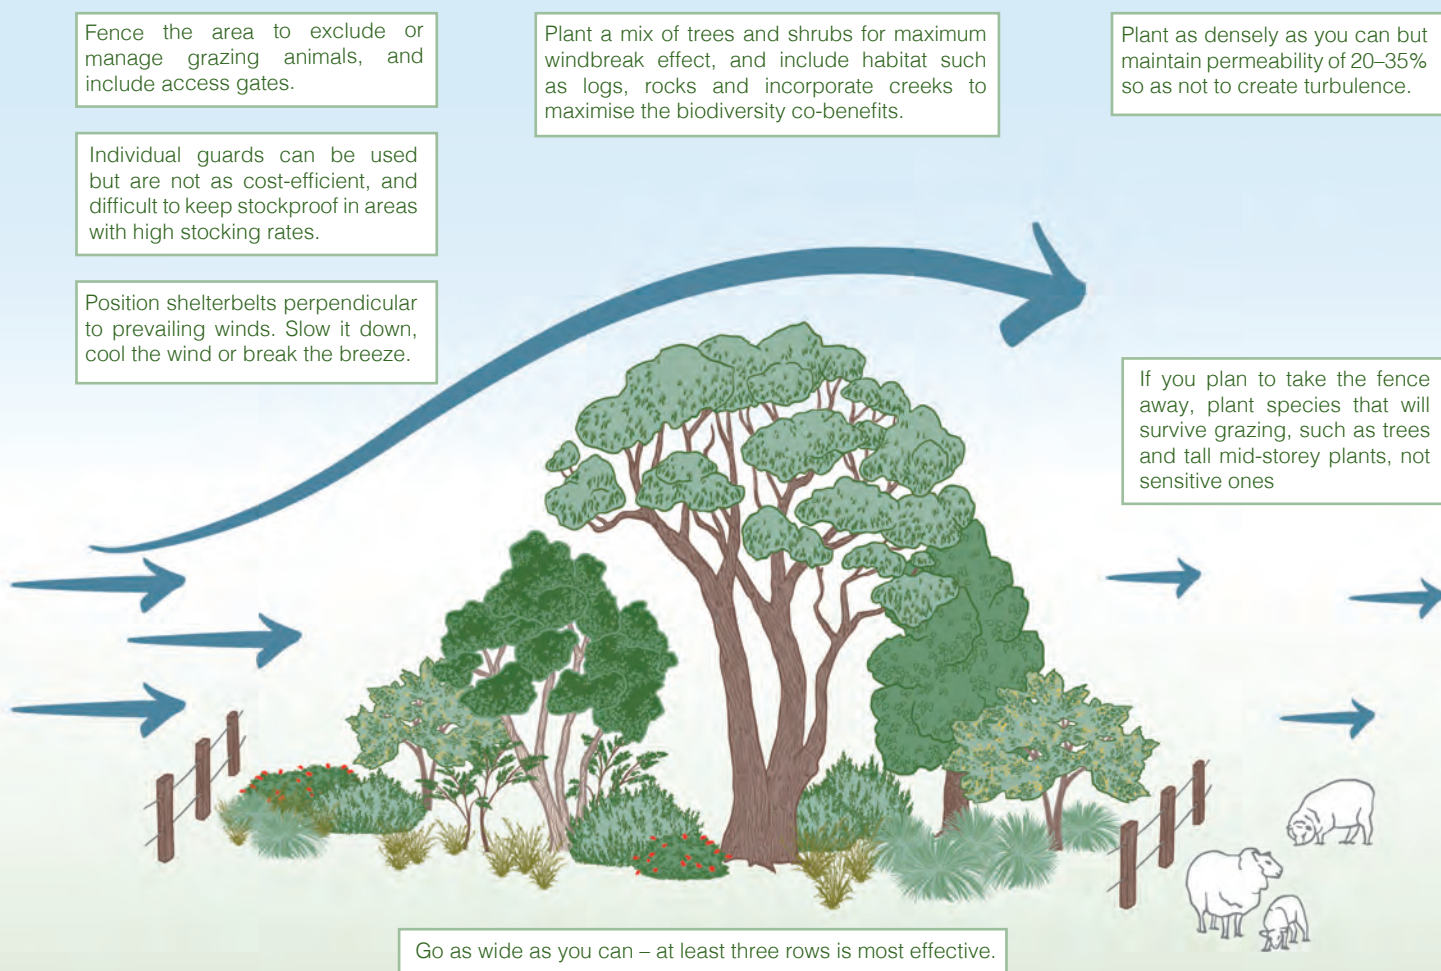 Fence the area to exclude or
manage grazing animals, and
include access gates.
Individual guards can be used
but are not as cost-efficient, and
difficult to keep stockproof in areas
with high stocking rates.
Position shelterbelts perpendicular
to prevailing winds. Slow it down,
cool the wind or break the breeze.
Plant a mix of trees and shrubs for maximum
windbreak effect, and include habitat such
as logs, rocks and incorporate creeks to
maximise the biodiversity co-benefits.
Plant as densely as you can but
maintain permeability of 20–35%
so as not to create turbulence.
If you plan to take the fence
away, plant species that will
survive grazing, such as trees
and tall mid-storey plants, not
sensitive ones
Go as wide as you can – at least three rows is most effective.